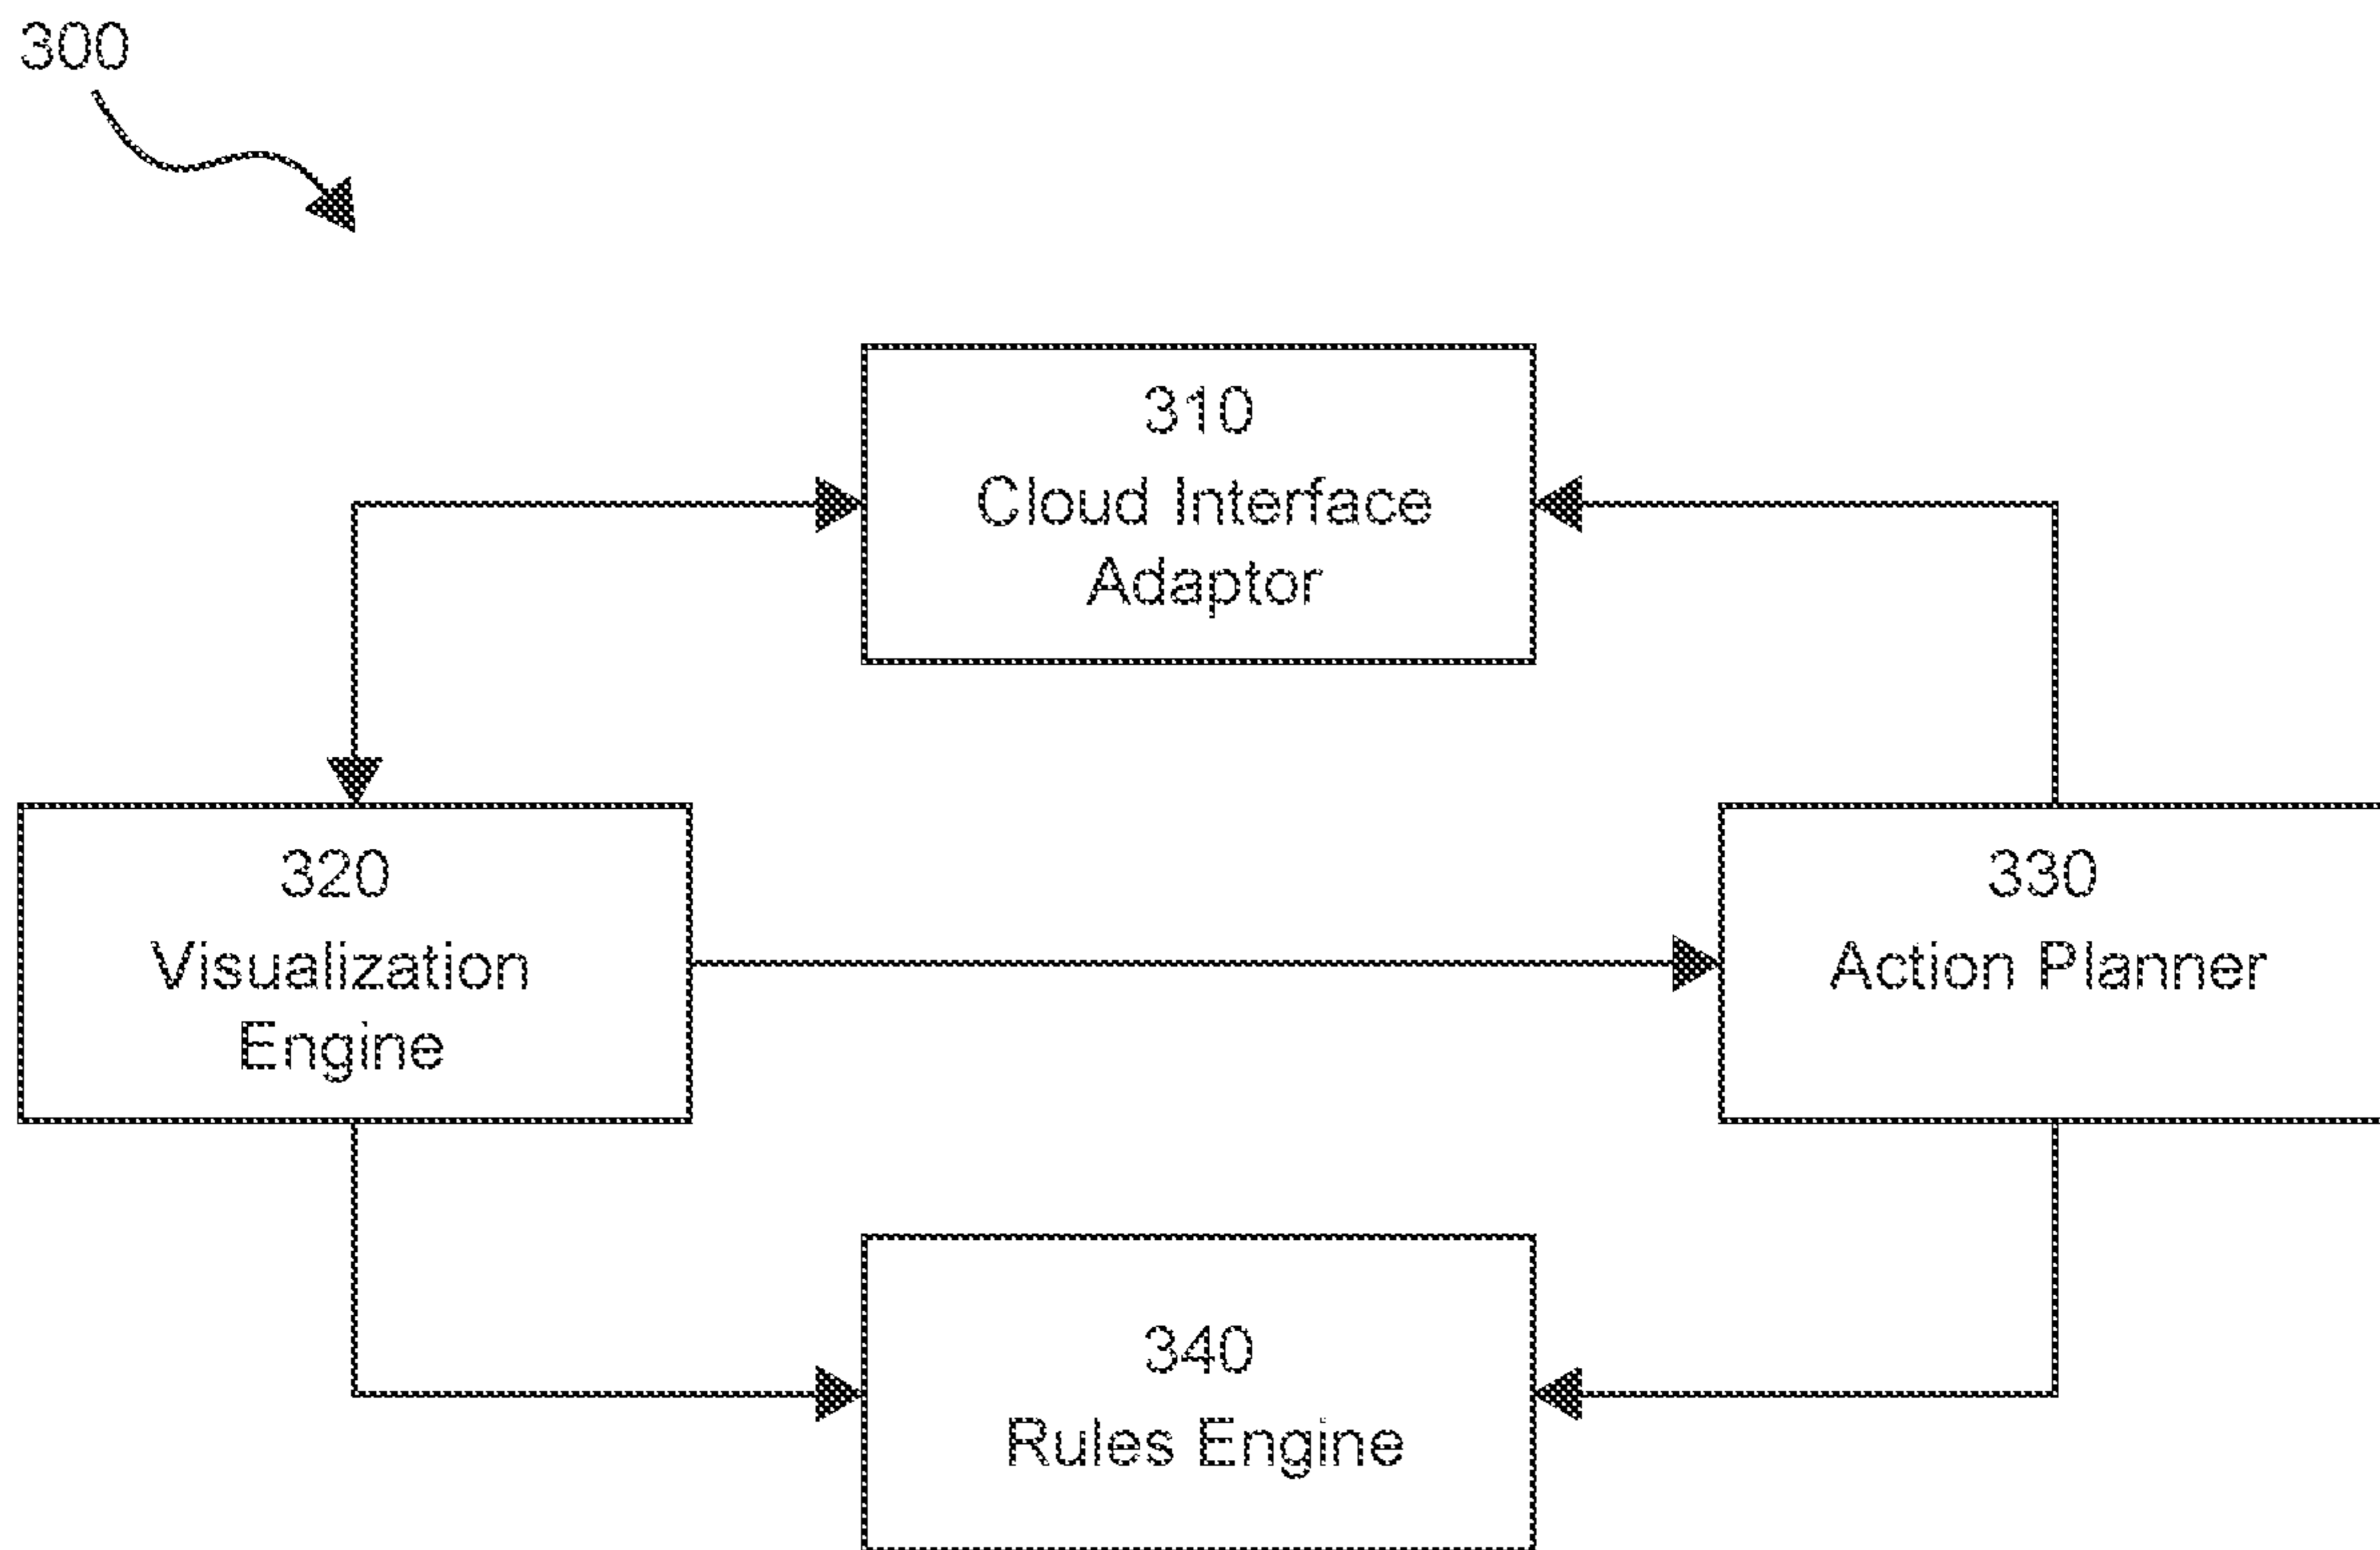 300
310
Cloud Interface
Adaptor
320
Visualization
Engine
330
Action Planner
340
Rules Engine